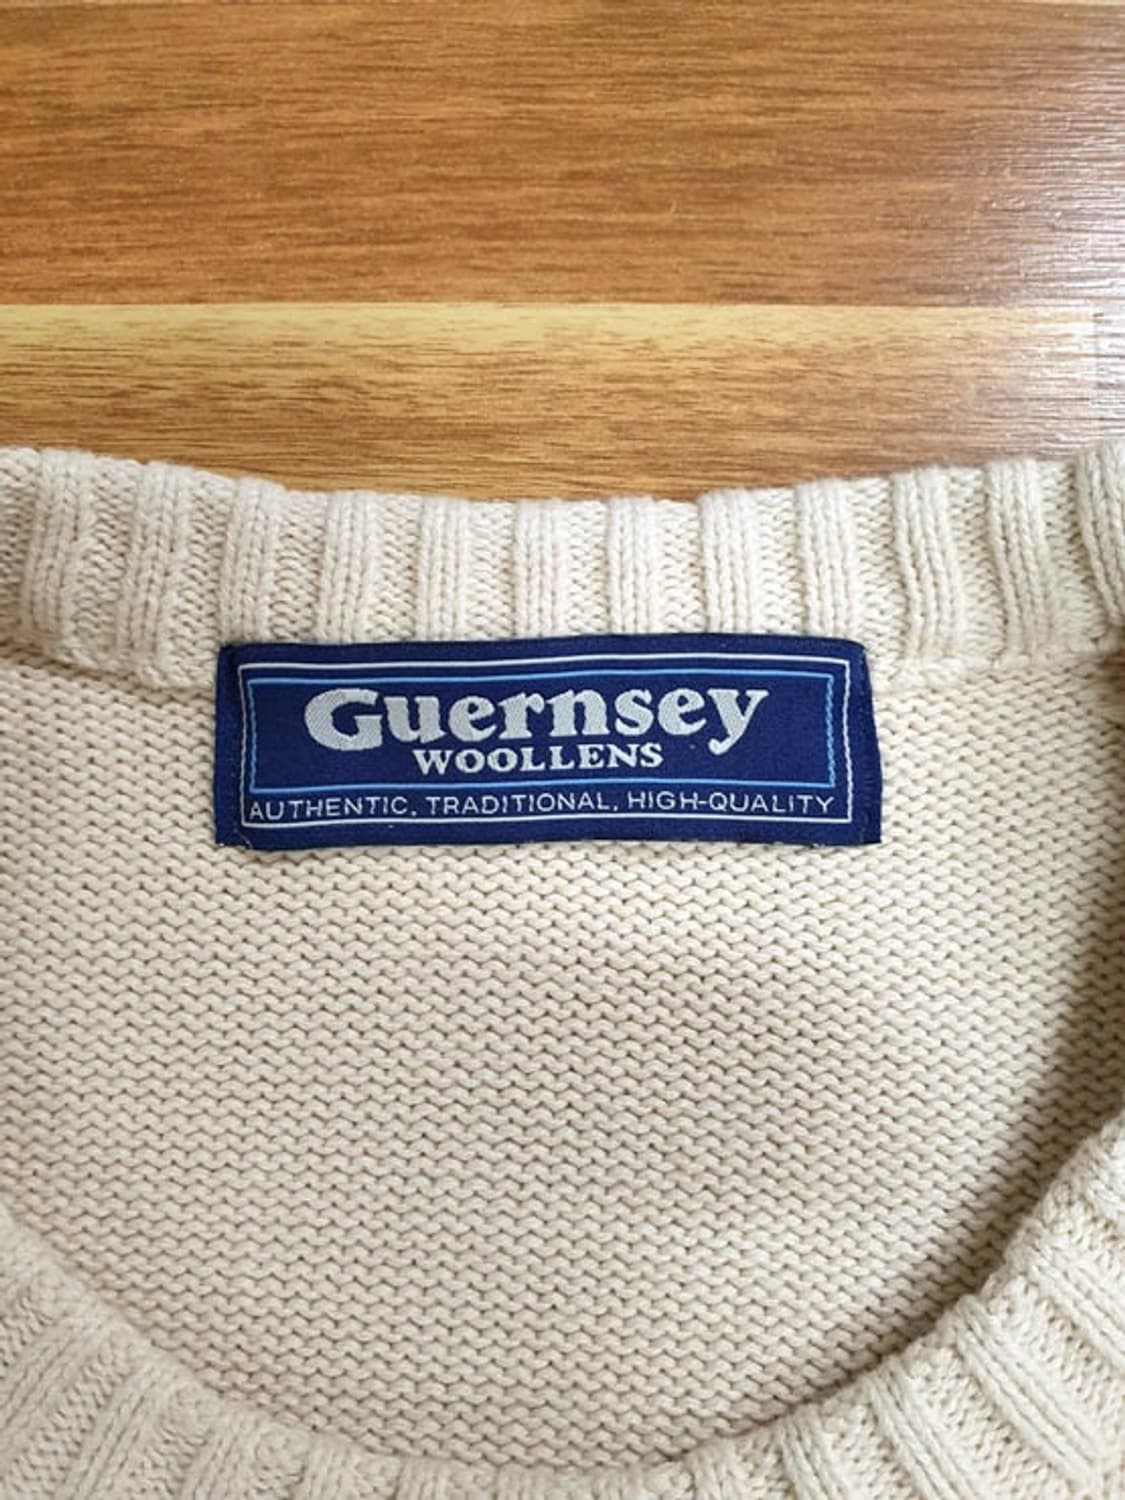 Guernsey
WOOLLENS
AUTHENTIC, TRADITIONAL, HIGH-QUALITY